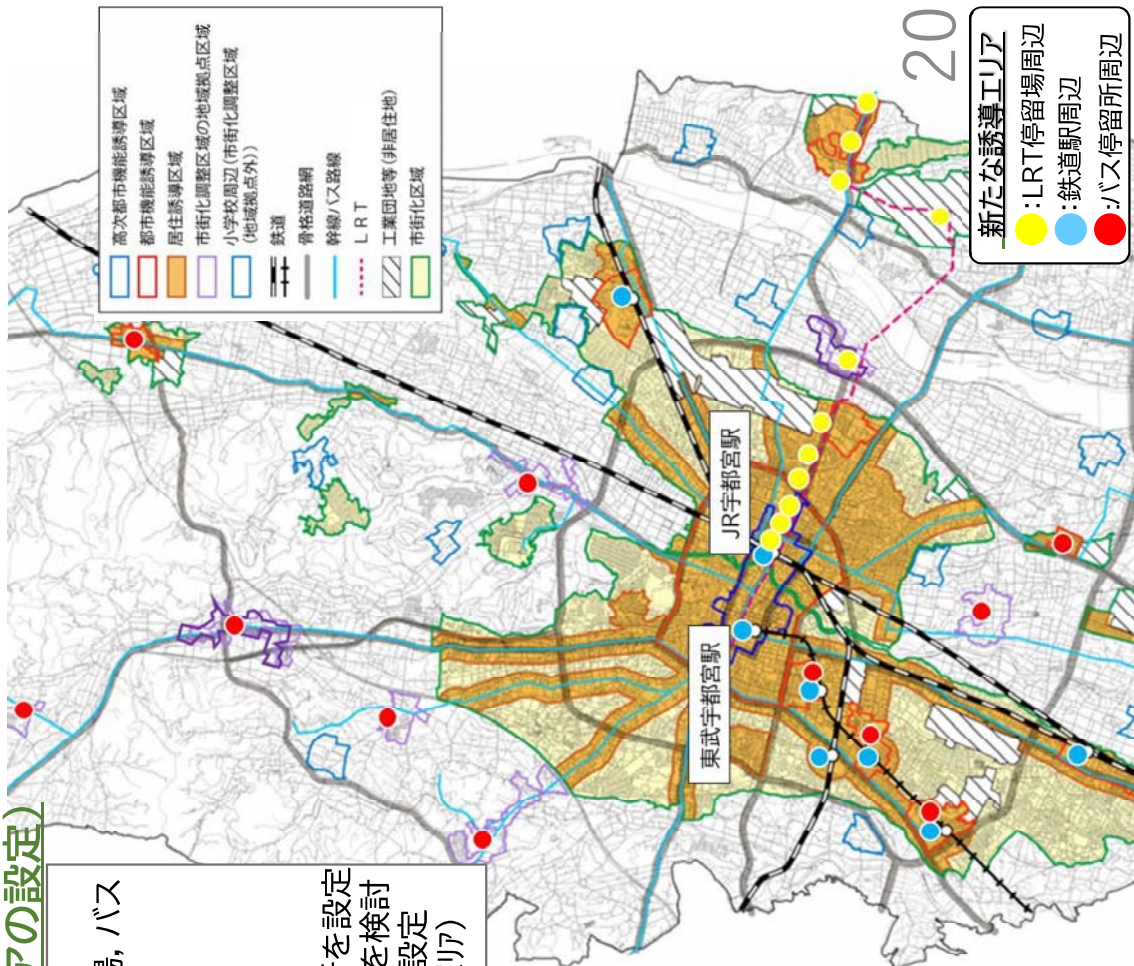 アの設定)
場，バス
を設定
を検討
設定
リア)
高次都市機能誘導区域
都市機能誘導区域
居住誘導区域
市街化調整区域の地域拠点区域
小学校周辺(市街化調整区域
(地域拠点外))
鉄道
骨格道路網
幹線バス路線
ＬＲＴ
工業団地等(非居住地)
市街化区域
JR宇都宮駅
東武宇都宮駅
20
新たな誘導エリア
:LRT停留場周辺
:鉄道駅周辺
:バス停留所周辺